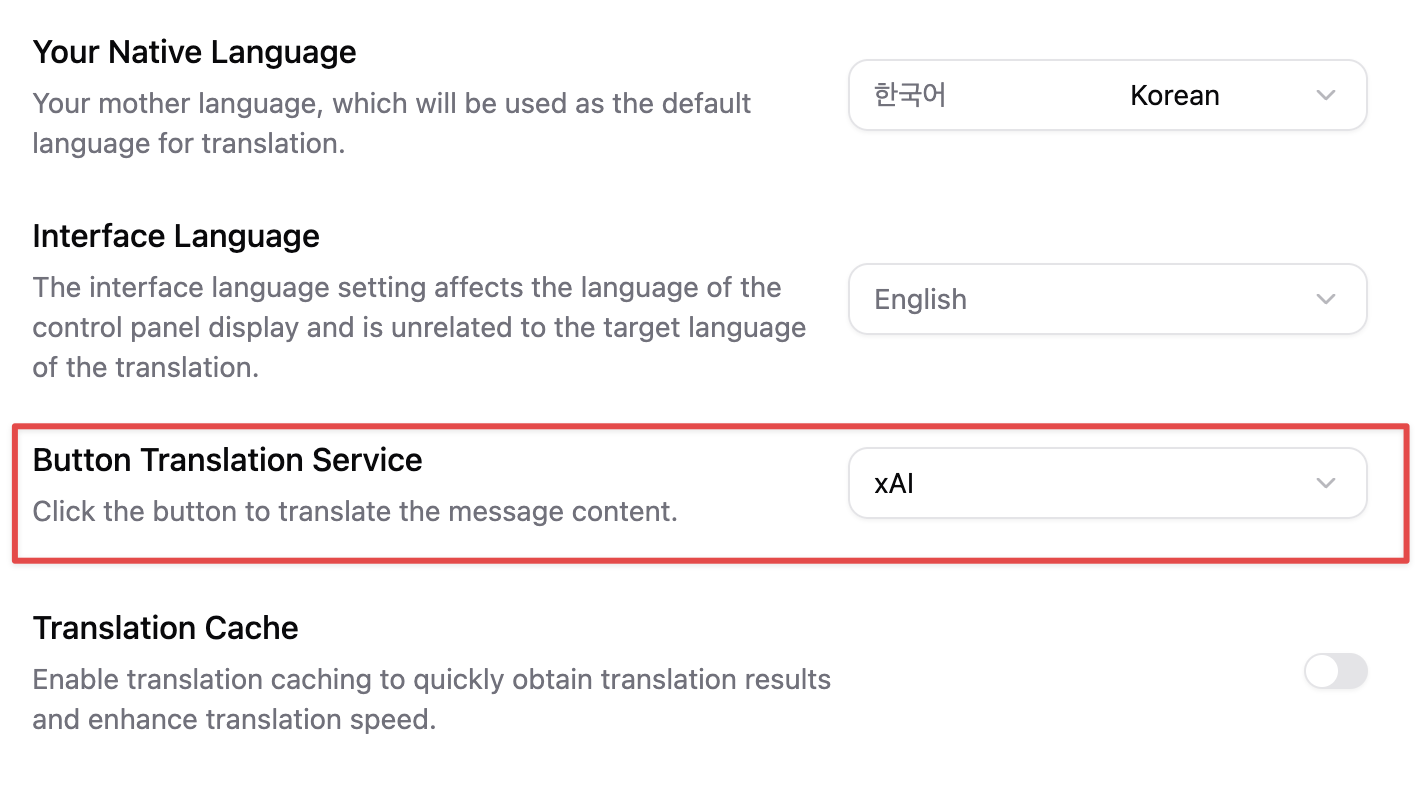 Your Native Language
Your mother language, which will be used as the default
language for translation.
한국어 Korean
Interface Language
The interface language setting affects the language of the
control panel display and is unrelated to the target language
of the translation.
English
Button Translation Service
Click the button to translate the message content.
xAI
Translation Cache
Enable translation caching to quickly obtain translation results
and enhance translation speed.